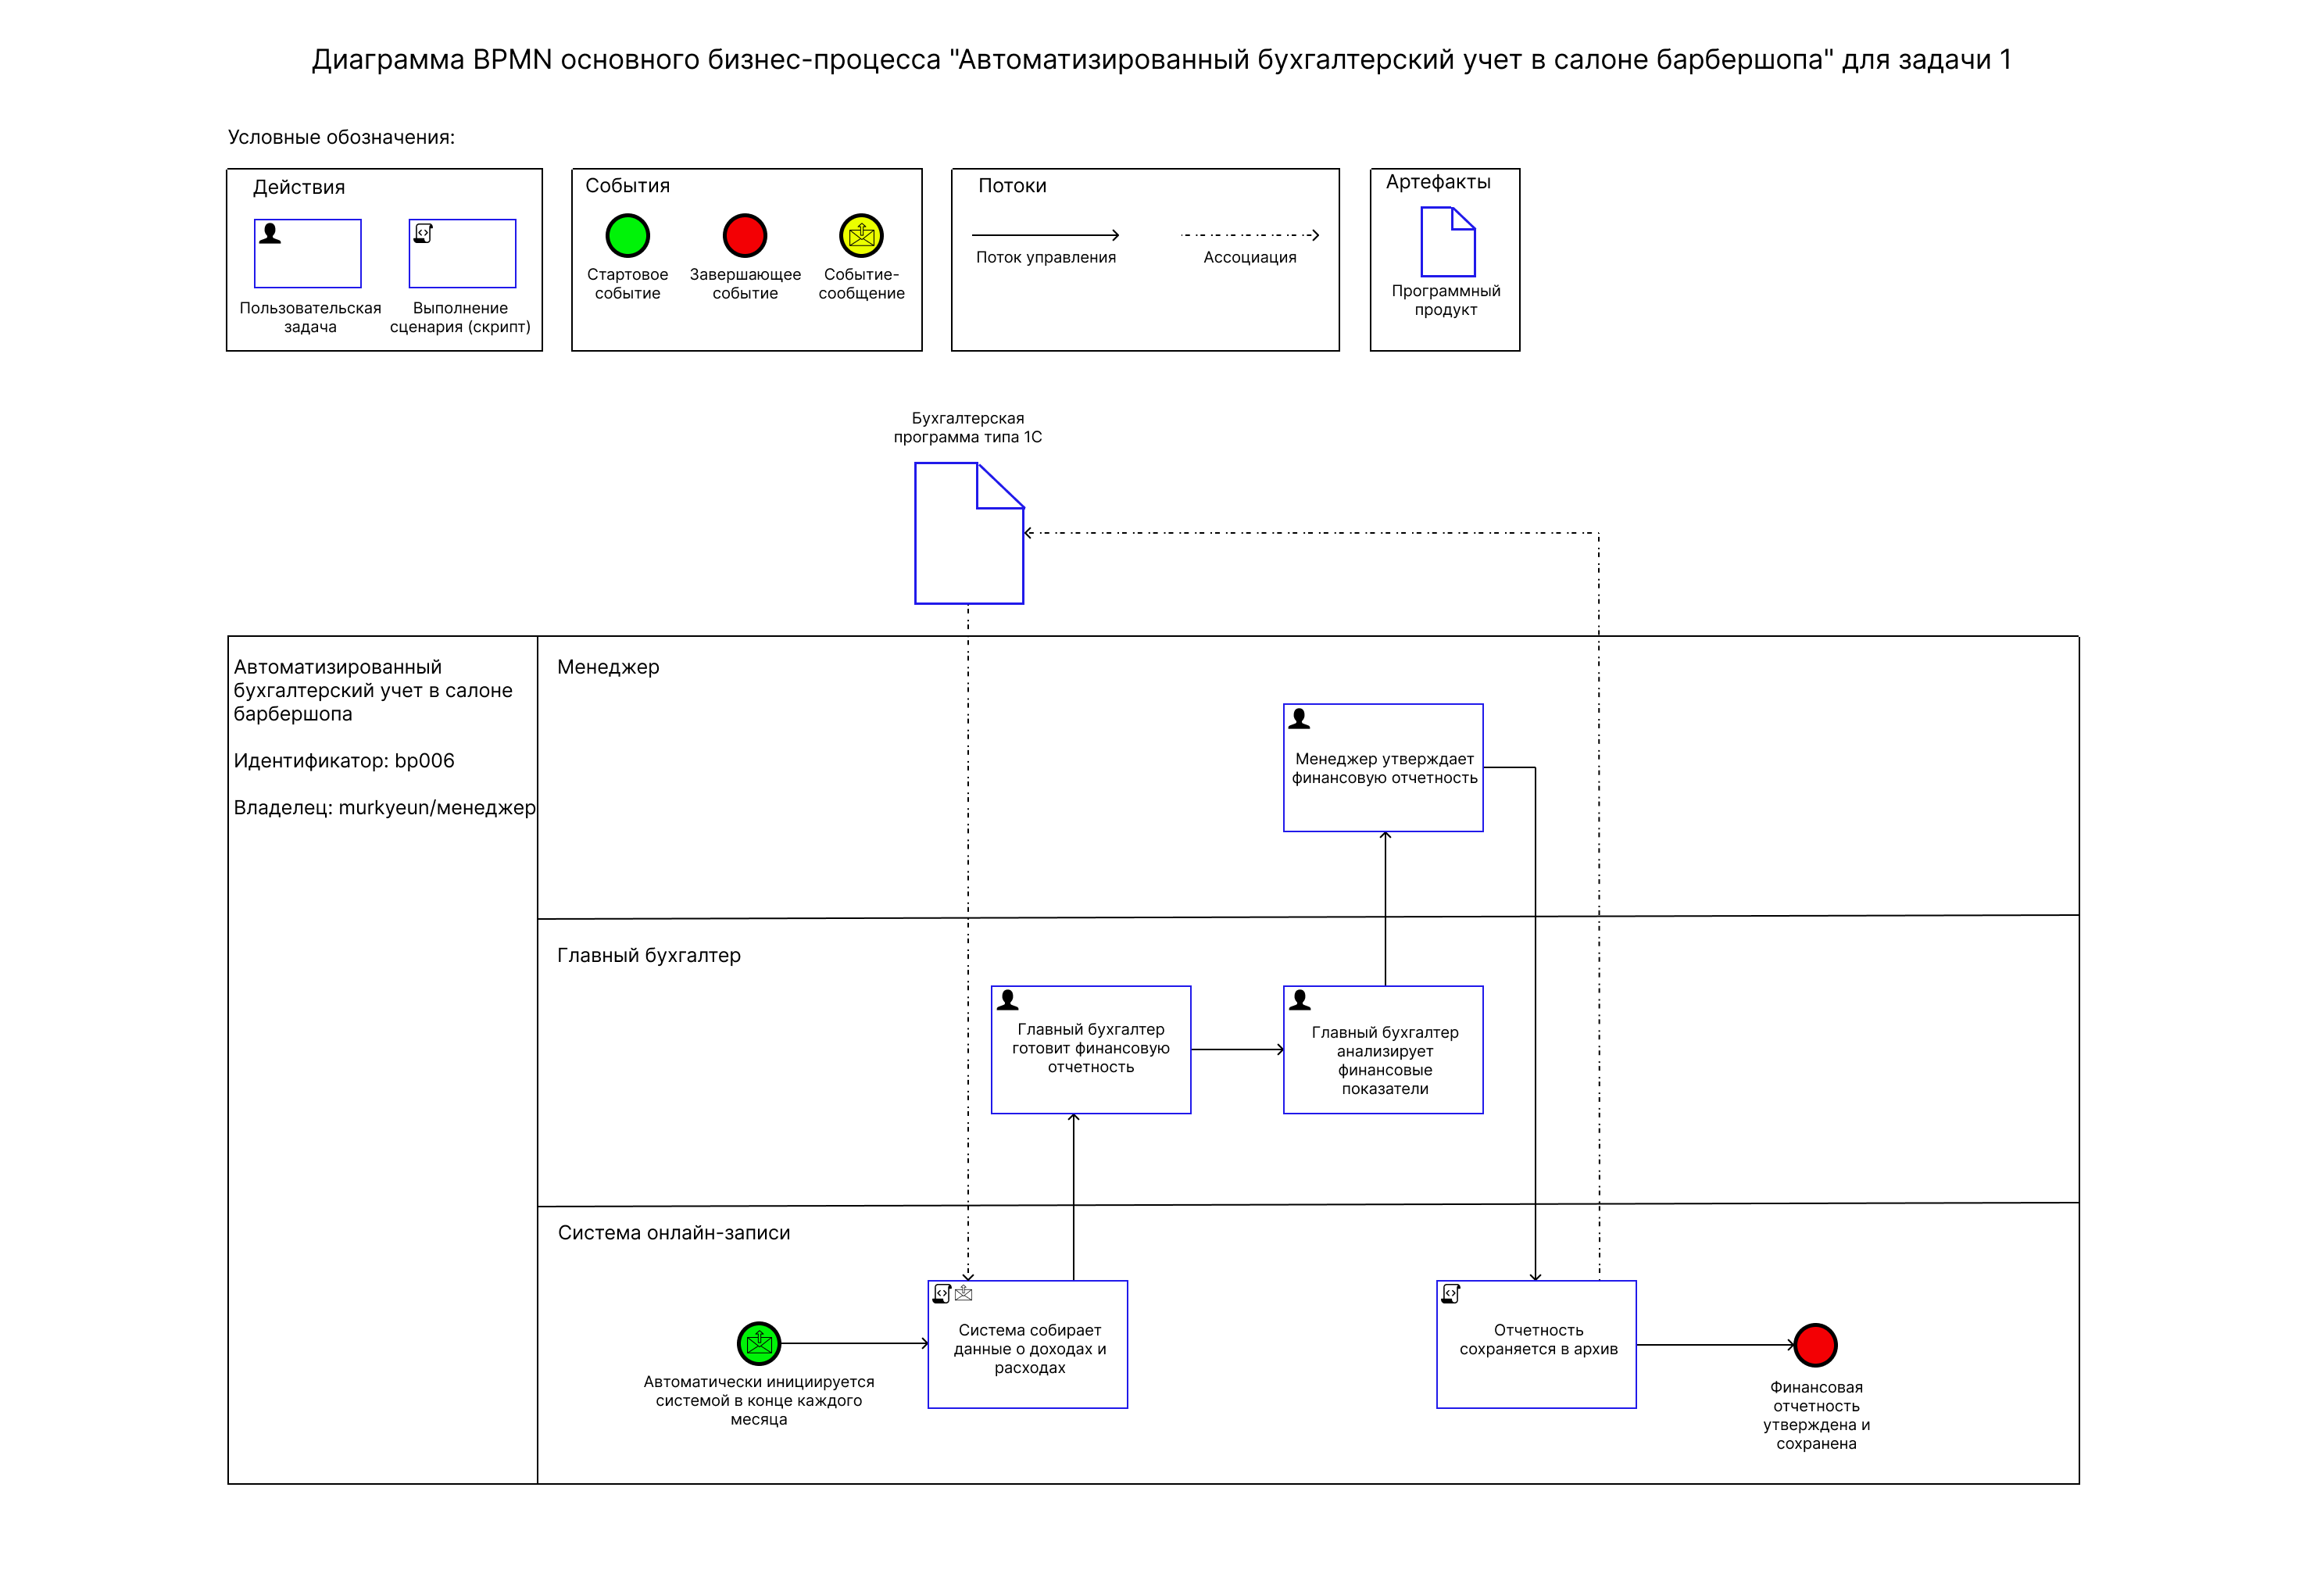 Диаграмма BPMN основного бизнес-процесса "Автоматизированный бухгалтерский учет в салоне барбершопа" для задачи 1
Условные обозначения:
Действия
Пользовательская
задача
Выполнение
сценария (скрипт)
События
Стартовое
событие
Завершающее
событие
Событие-
сообщение
Потоки
Поток управления
Ассоциация
Артефакты
Программный
продукт
Бухгалтерская
программа типа 1С
Автоматизированный
бухгалтерский учет в салоне
барбершопа
Идентификатор: bp006
Владелец: murkyeun/менеджер
Менеджер
Менеджер утверждает
финансовую отчетность
Главный бухгалтер
Главный бухгалтер
готовит финансовую
отчетность
Главный бухгалтер
анализирует
финансовые
показатели
Система онлайн-записи
Автоматически инициируется
системой в конце каждого
месяца
Система собирает
данные о доходах и
расходах
Отчетность
сохраняется в архив
Финансовая
отчетность
утверждена и
сохранена